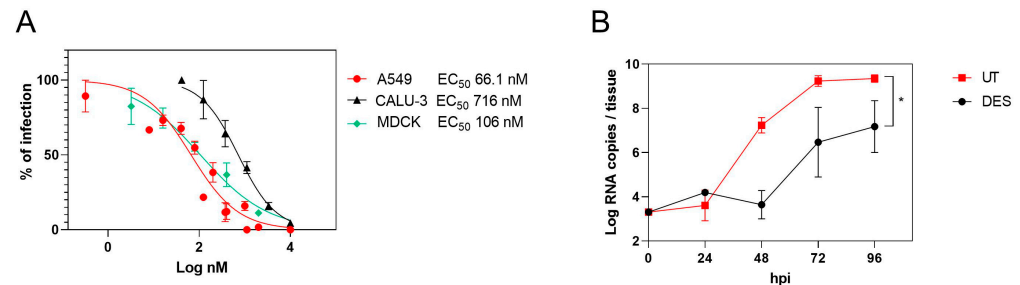 A
% of infection
100
50
0
0
2
4
Log nM
A549 EC50 66.1 nM
CALU-3 EC50 716 nM
MDCK EC50 106 nM
B
Log RNA copies / tissue
10
8
6
4
2
0
24
48
72
96
hpi
*
UT
DES